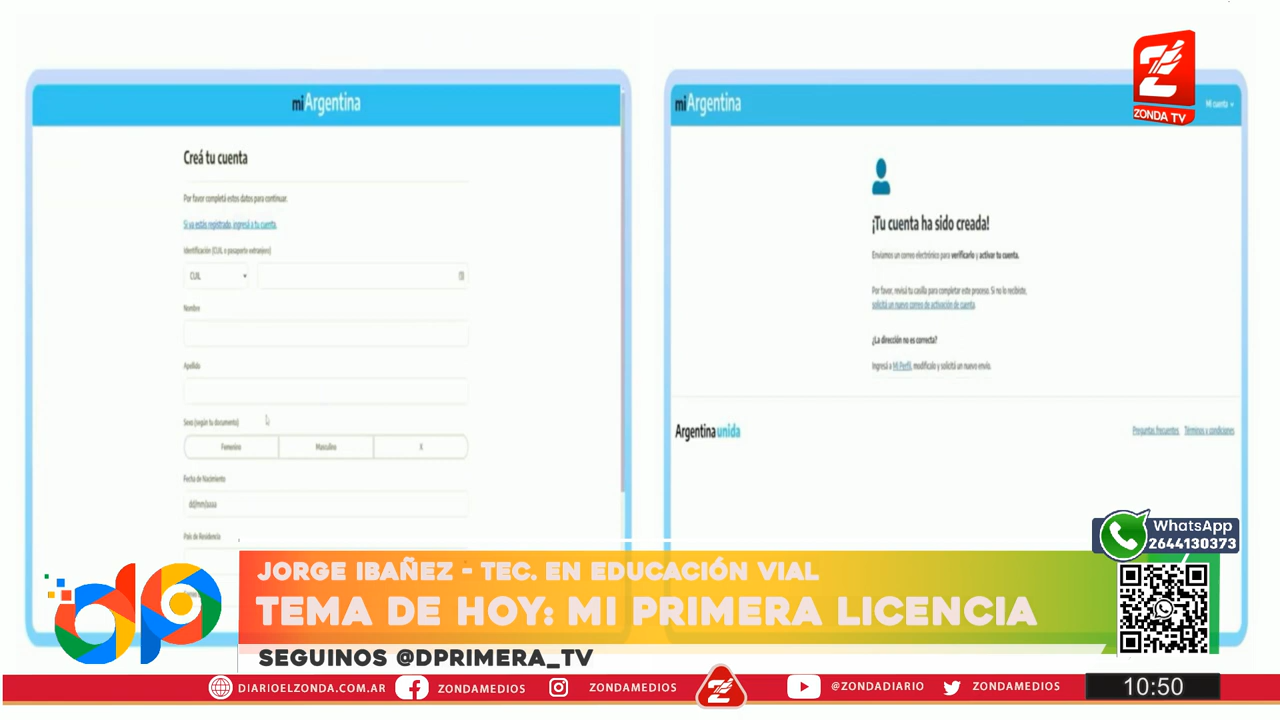 miArgentina
Creá tu cuenta
Por favor completá estos datos para continuar.
Si ya estás registrado, ingresá a tu cuenta.
Identificación (CUIL o pasaporte extranjero)
CUIL
Nombre
Apellido
Sexo (según tu documento)
Femenino
Masculino
X
Fecha de Nacimiento
dd/mm/aaaa
País de Residencia
miArgentina
Mi cuenta
¡Tu cuenta ha sido creada!
Enviamos un correo electrónico para verificarlo y activar tu cuenta.
Por favor, revisá tu casilla para completar este proceso. Si no lo recibiste,
solicitá un nuevo correo de activación de cuenta.
¿La dirección no es correcta?
Ingresá a Mi Perfil, modificalo y solicitá un nuevo envío.
Argentina unida
Preguntas frecuentes
Términos y condiciones
ZONDA TV
WhatsApp
2644130373
dp
JORGE IBAÑEZ - TEC. EN EDUCACIÓN VIAL
TEMA DE HOY: MI PRIMERA LICENCIA
SEGUINOS @DPRIMERA_TV
DIARIOELZONDA.COM.AR
ZONDAMEDIOS
ZONDAMEDIOS
@ZONDADIARIO
ZONDAMEDIOS
10:50